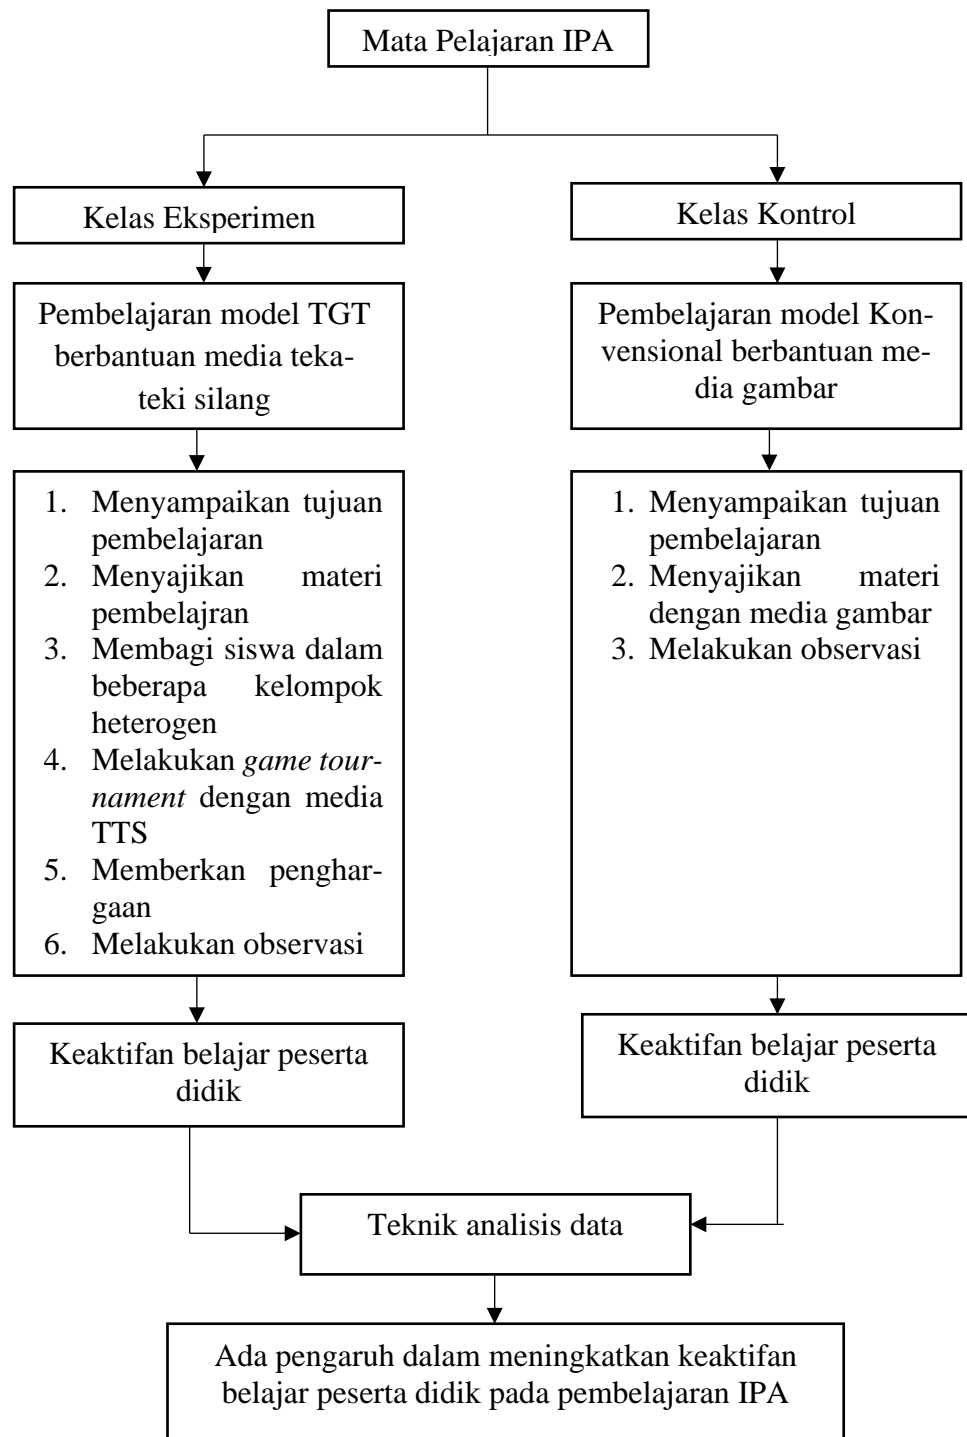 Mata Pelajaran IPA
Kelas Eksperimen
Kelas Kontrol
Pembelajaran model TGT
berbantuan media teka-
teki silang
Pembelajaran model Kon-
vensional berbantuan me-
dia gambar
1. Menyampaikan tujuan
pembelajaran
2. Menyajikan materi
pembelajran
3. Membagi siswa dalam
beberapa kelompok
heterogen
4. Melakukan game tour-
nament dengan media
TTS
5. Memberkan penghar-
gaan
6. Melakukan observasi
1. Menyampaikan tujuan
pembelajaran
2. Menyajikan materi
dengan media gambar
3. Melakukan observasi
Keaktifan belajar peserta
didik
Keaktifan belajar peserta
didik
Teknik analisis data
Ada pengaruh dalam meningkatkan keaktifan
belajar peserta didik pada pembelajaran IPA